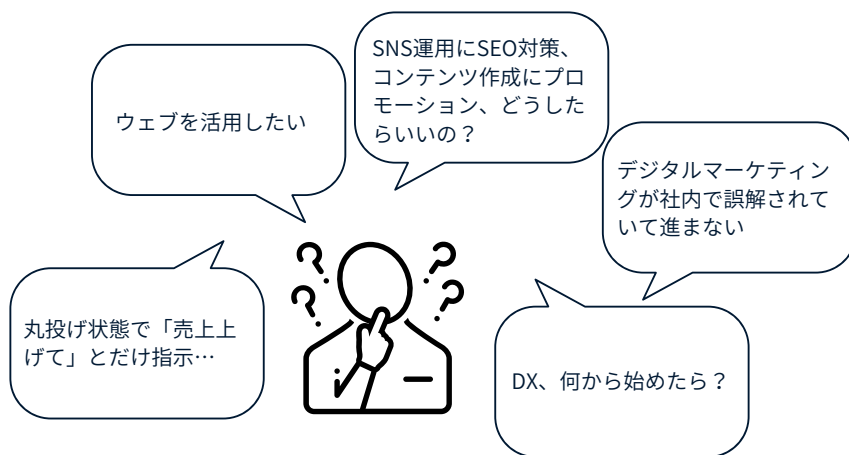 ウェブを活用したい
SNS運用にSEO対策、
コンテンツ作成にプロ
モーション、どうした
らいいの？
デジタルマーケティン
グが社内で誤解されて
いて進まない
丸投げ状態で「売上上
げて」とだけ指示…
DX、何から始めたら？